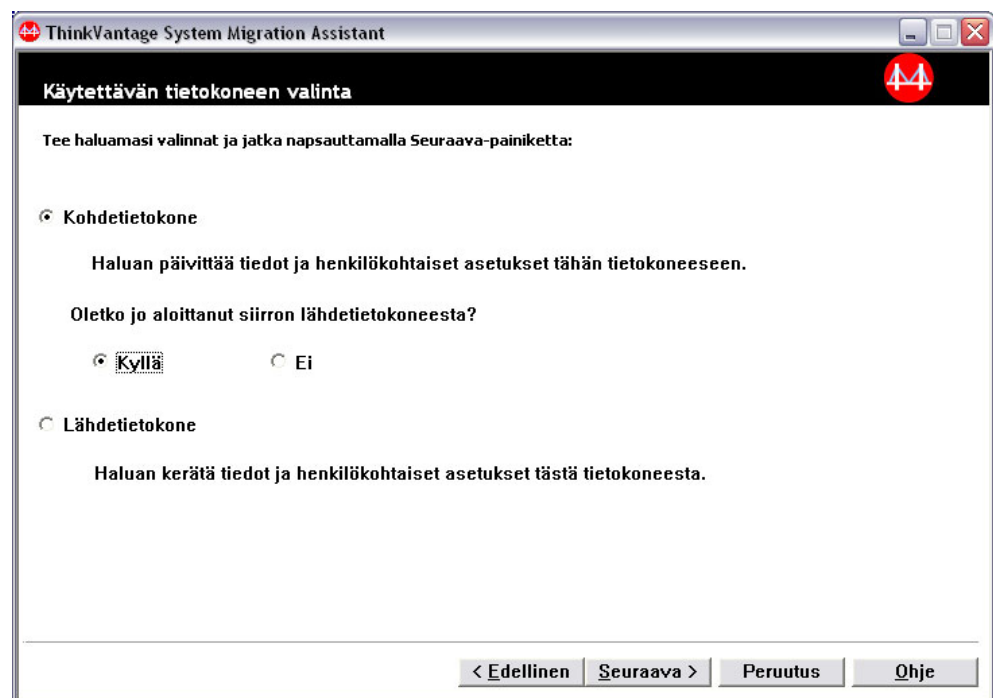 ThinkVantage System Migration Assistant
Käytettävän tietokoneen valinta
Tee haluamasi valinnat ja jatka napsauttamalla Seuraava-painiketta:
Kohdetietokone
Haluan päivittää tiedot ja henkilökohtaiset asetukset tähän tietokoneeseen.
Oletko jo aloittanut siirron lähdetietokoneesta?
Kyllä Ei
Lähdetietokone
Haluan kerätä tiedot ja henkilökohtaiset asetukset tästä tietokoneesta.
< Edellinen Seuraava > Peruutus Ohje